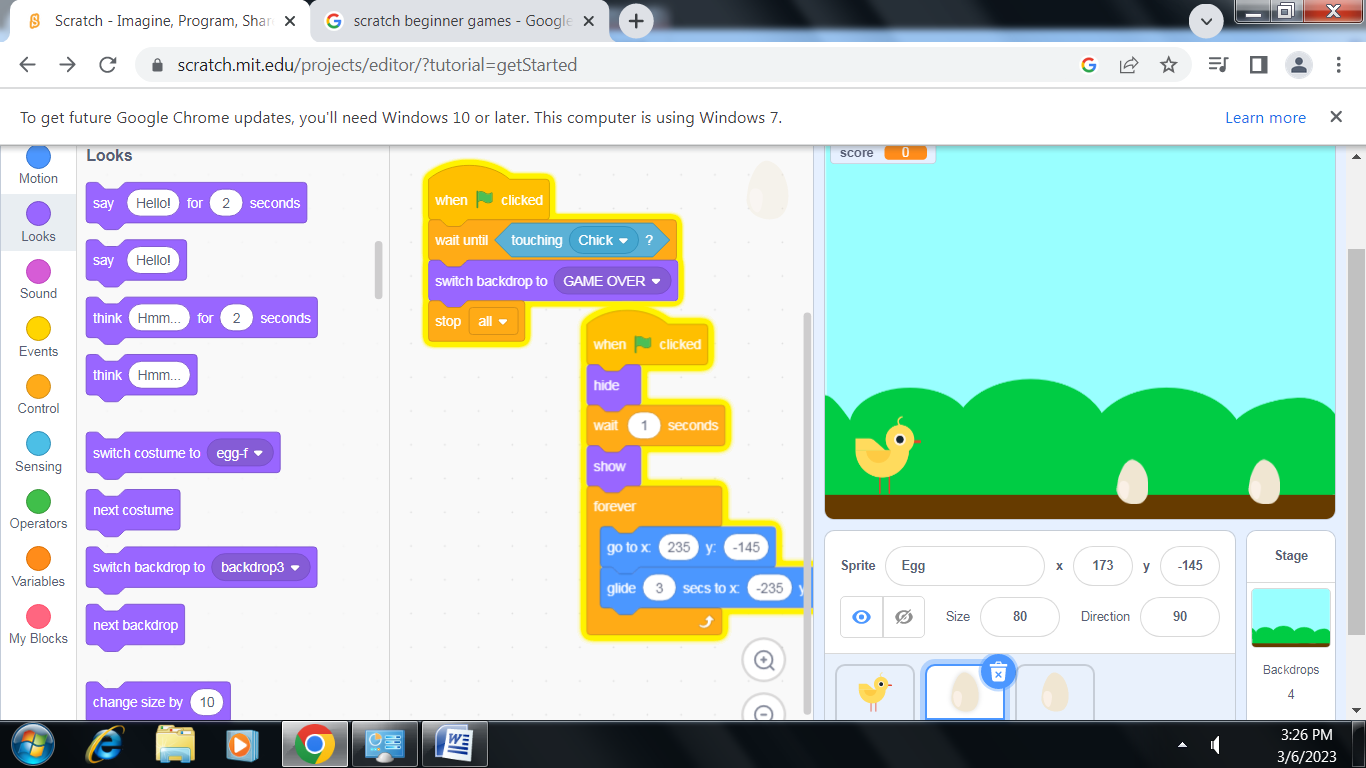 Scratch - Imagine, Program, Shar
scratch beginner games - Google
scratch.mit.edu/projects/editor/?tutorial=getStarted
To get future Google Chrome updates, you'll need Windows 10 or later. This computer is using Windows 7.
Learn more
Motion
Looks
Sound
Events
Control
Sensing
Operators
Variables
My Blocks
Looks
say Hello! for 2 seconds
say Hello!
think Hmm... for 2 seconds
think Hmm...
switch costume to egg-f
next costume
switch backdrop to backdrop3
next backdrop
change size by 10
when clicked
wait until touching Chick ?
switch backdrop to GAME OVER
stop all
when clicked
hide
wait 1 seconds
show
forever
go to x: 235 y: -145
glide 3 secs to x: -235 y
score 0
Sprite Egg x 173 y -145
Size 80 Direction 90
Stage
Backdrops
4
3:26 PM
3/6/2023